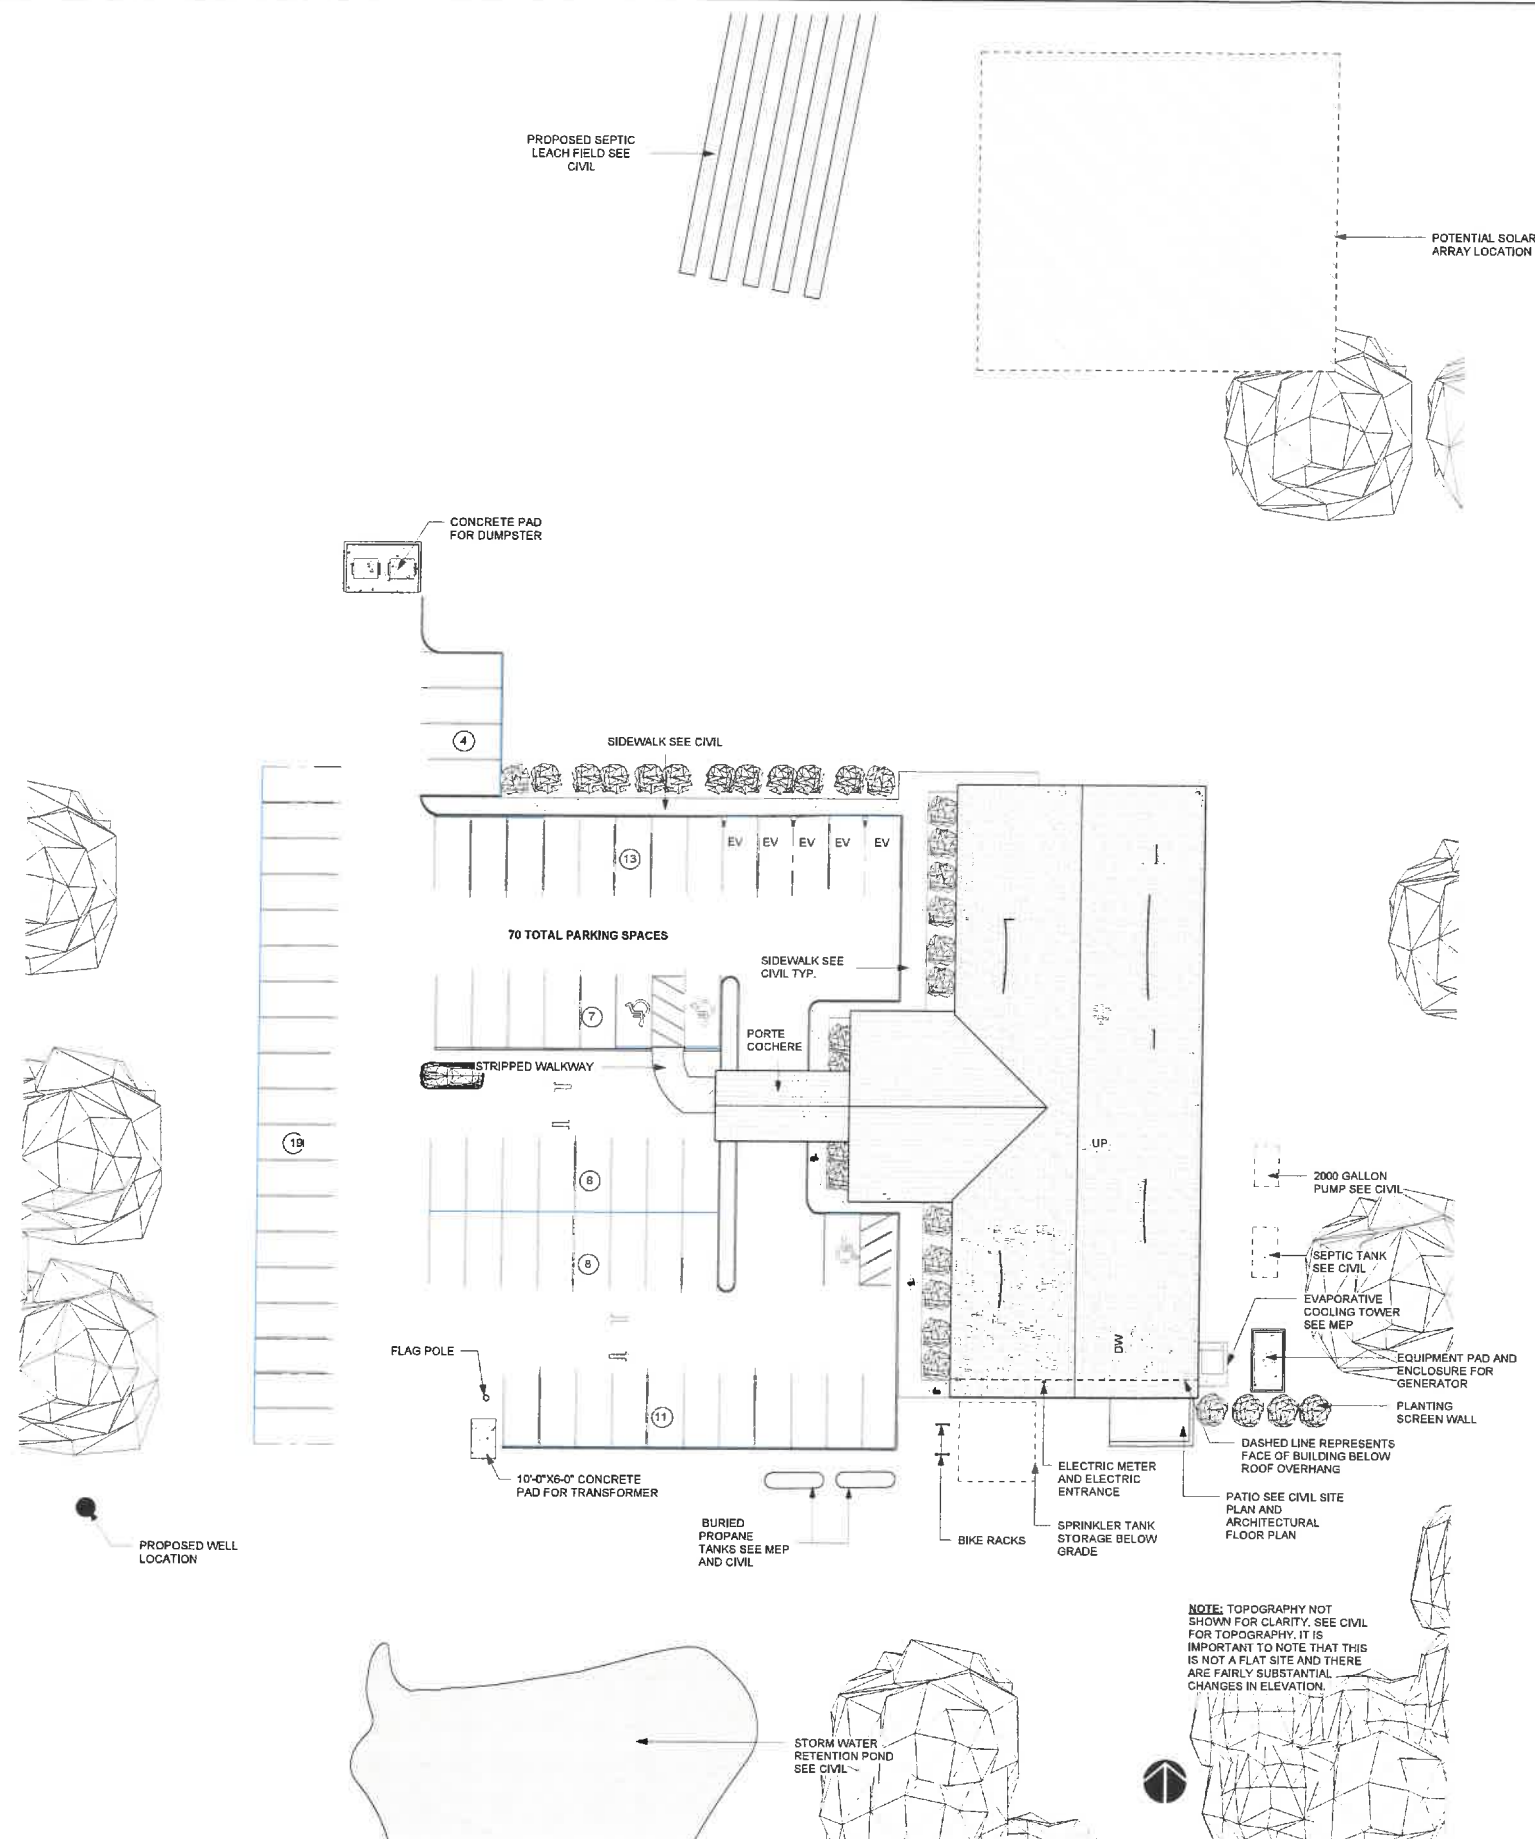 PROPOSED SEPTIC
LEACH FIELD SEE
CIVIL
POTENTIAL SOLAR
ARRAY LOCATION
CONCRETE PAD
FOR DUMPSTER
4
SIDEWALK SEE CIVIL
13
EV
EV
EV
EV
EV
70 TOTAL PARKING SPACES
SIDEWALK SEE
CIVIL TYP.
7
PORTE
COCHERE
STRIPPED WALKWAY
19
UP
8
2000 GALLON
PUMP SEE CIVIL
8
SEPTIC TANK
SEE CIVIL
EVAPORATIVE
COOLING TOWER
SEE MEP
DW
FLAG POLE
EQUIPMENT PAD AND
ENCLOSURE FOR
GENERATOR
11
PLANTING
SCREEN WALL
DASHED LINE REPRESENTS
FACE OF BUILDING BELOW
ROOF OVERHANG
10'-0"X6-0" CONCRETE
PAD FOR TRANSFORMER
ELECTRIC METER
AND ELECTRIC
ENTRANCE
PATIO SEE CIVIL SITE
PLAN AND
ARCHITECTURAL
FLOOR PLAN
BURIED
PROPANE
TANKS SEE MEP
AND CIVIL
BIKE RACKS
SPRINKLER TANK
STORAGE BELOW
GRADE
PROPOSED WELL
LOCATION
NOTE: TOPOGRAPHY NOT
SHOWN FOR CLARITY. SEE CIVIL
FOR TOPOGRAPHY. IT IS
IMPORTANT TO NOTE THAT THIS
IS NOT A FLAT SITE AND THERE
ARE FAIRLY SUBSTANTIAL
CHANGES IN ELEVATION.
STORM WATER
RETENTION POND
SEE CIVIL